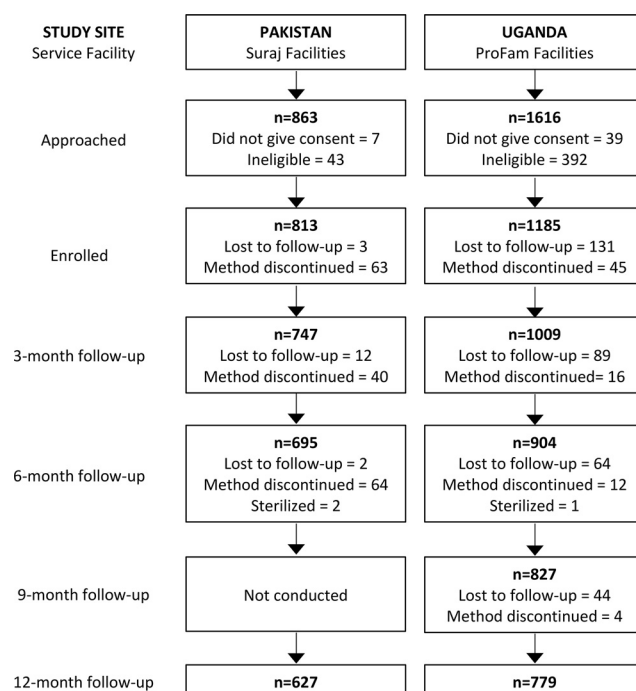 STUDY SITE
Service Facility
PAKISTAN
Suraj Facilities
UGANDA
ProFam Facilities
Approached
n=863
Did not give consent = 7
Ineligible = 43
n=1616
Did not give consent = 39
Ineligible = 392
Enrolled
n=813
Lost to follow-up = 3
Method discontinued = 63
n=1185
Lost to follow-up = 131
Method discontinued = 45
3-month follow-up
n=747
Lost to follow-up = 12
Method discontinued = 40
n=1009
Lost to follow-up = 89
Method discontinued= 16
6-month follow-up
n=695
Lost to follow-up = 2
Method discontinued = 64
Sterilized = 2
n=904
Lost to follow-up = 64
Method discontinued = 12
Sterilized = 1
9-month follow-up
Not conducted
n=827
Lost to follow-up = 44
Method discontinued = 4
12-month follow-up
n=627
n=779